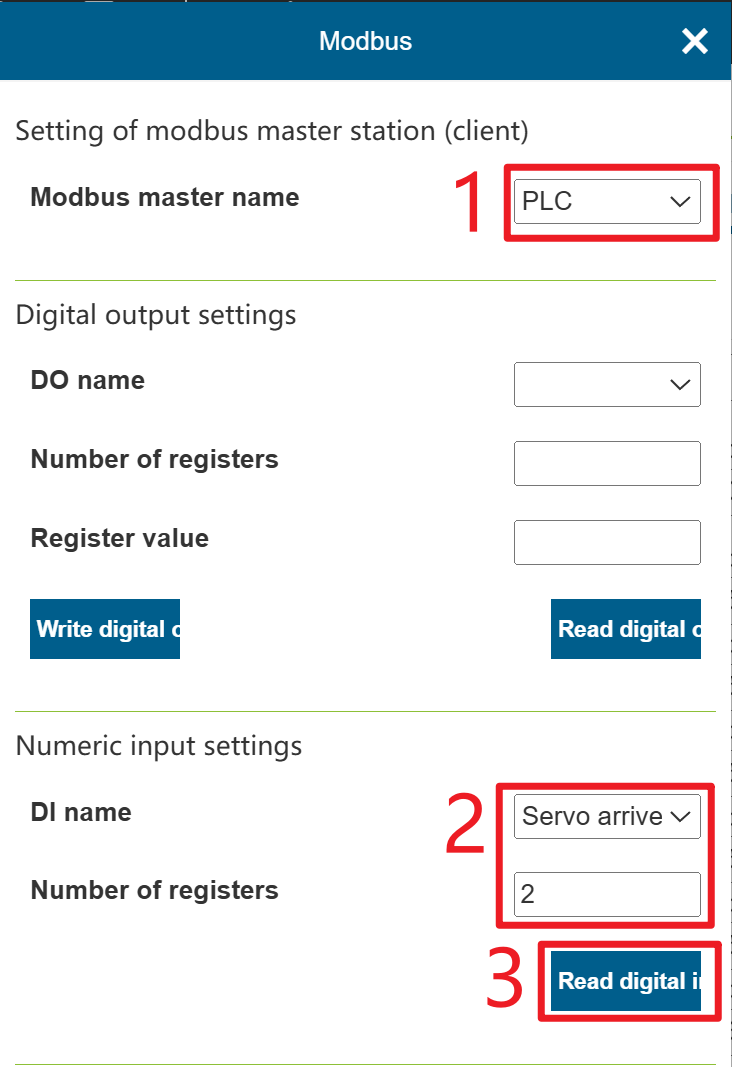 Modbus
Setting of modbus master station (client)
Modbus master name
1
PLC
Digital output settings
DO name
Number of registers
Register value
Write digital
Read digital
Numeric input settings
DI name
2
Servo arrive
Number of registers
2
3
Read digital